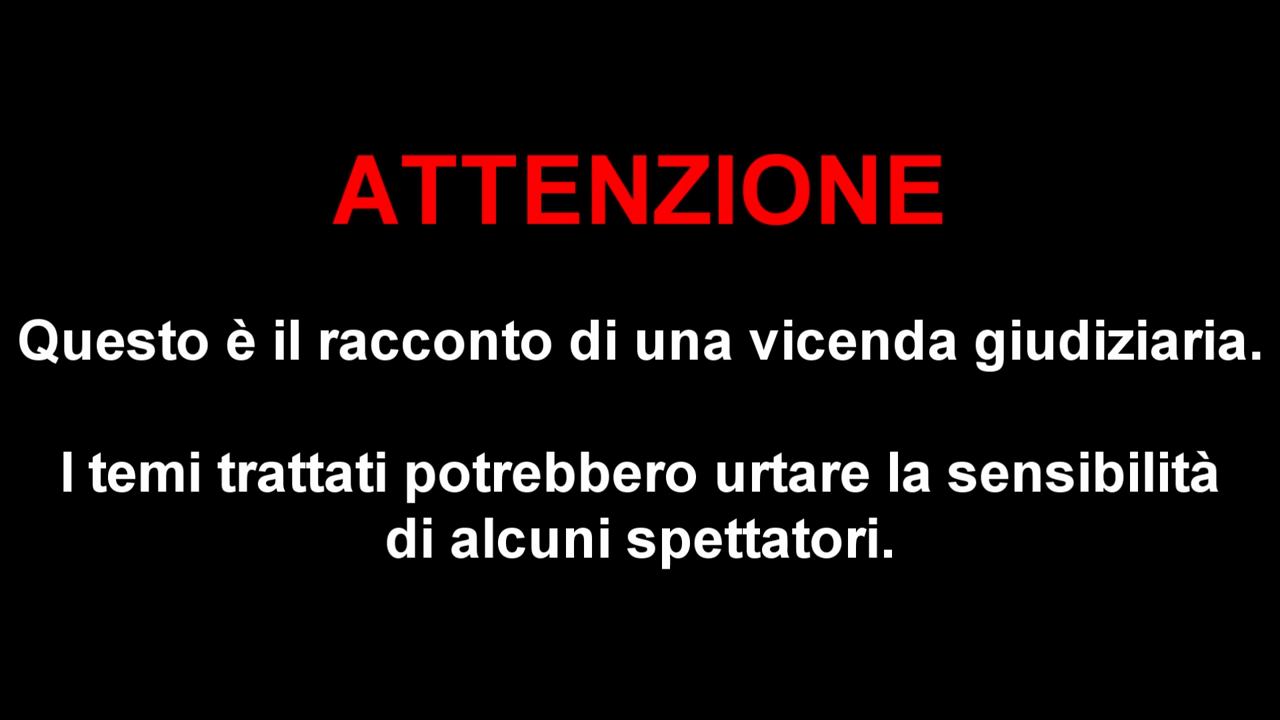 ATTENZIONE
Questo è il racconto di una vicenda giudiziaria.
I temi trattati potrebbero urtare la sensibilità
di alcuni spettatori.